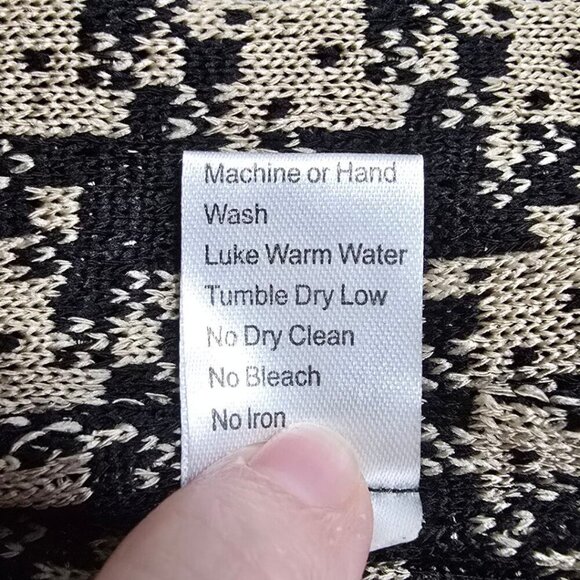 Machine or Hand
Wash
Luke Warm Water
Tumble Dry Low
No Dry Clean
No Bleach
No Iron